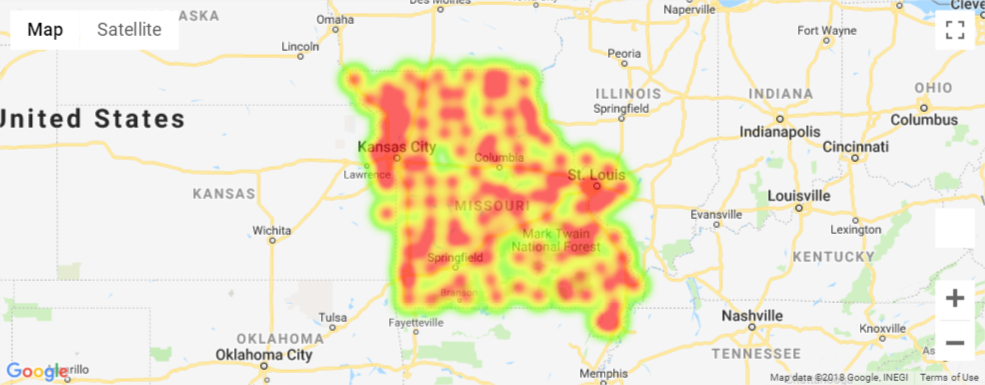 Des Moines
Naperville
Cleve
Map
Satellite
ASKA
Omaha
Fort Wayne
Lincoln
Peoria
ILLINOIS
INDIANA
OHIO
Springfield
Columbus
United States
Indianapolis
Kansas City
Columbia
Cincinnati
Lawrence
St. Louis
KANSAS
Louisville
MISSOURI
Evansville
Lexington
Wichita
Mark Twain
National Forest
Springfield
KENTUCKY
Branson
Tulsa
Fayetteville
Nashville
Knoxville
OKLAHOMA
Oklahoma City
TENNESSEE
As
Google
arillo
Memphis
Map data ©2018 Google, INEGI
Terms of Use